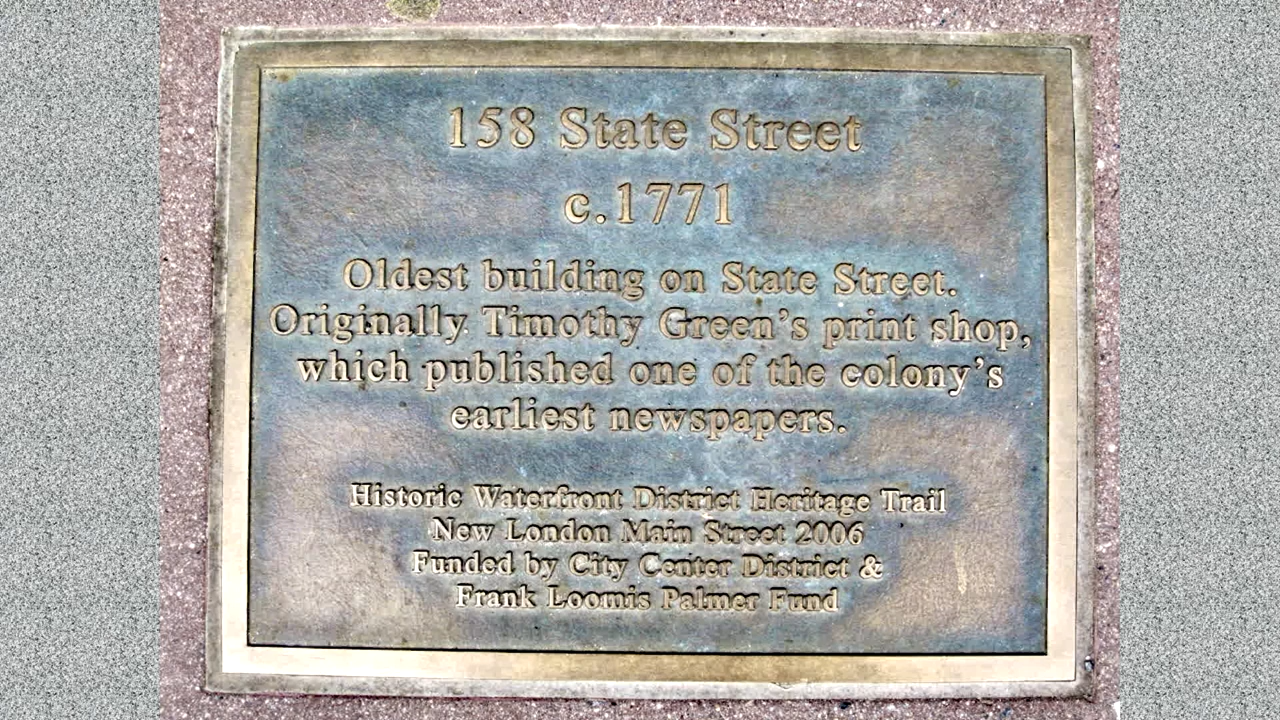 158 State Street
c.1771
Oldest building on State Street.
Originally Timothy Green's print shop,
which published one of the colony's
earliest newspapers.
Historic Waterfront District Heritage Trail
New London Main Street 2006
Funded by City Center District &
Frank Loomis Palmer Fund